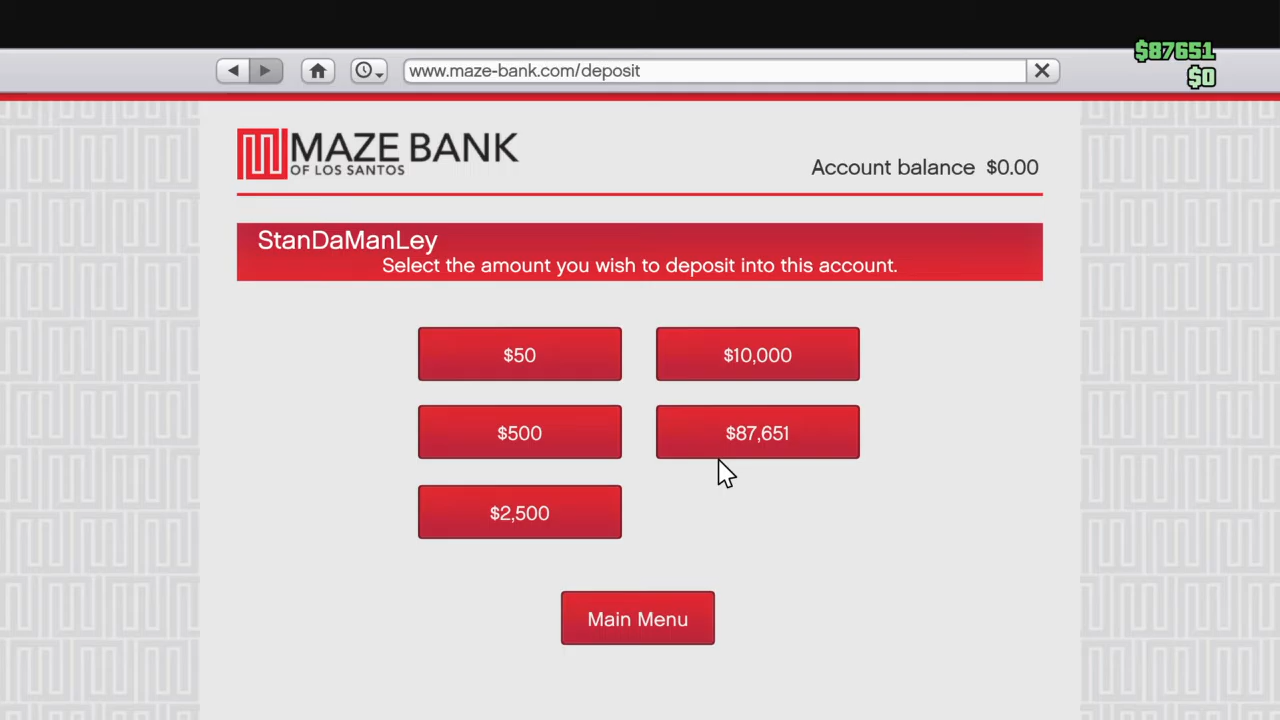 $87651
$0
www.maze-bank.com/deposit
MAZE BANK
OF LOS SANTOS
Account balance $0.00
StanDaManLey
Select the amount you wish to deposit into this account.
$50
$10,000
$500
$87,651
$2,500
Main Menu